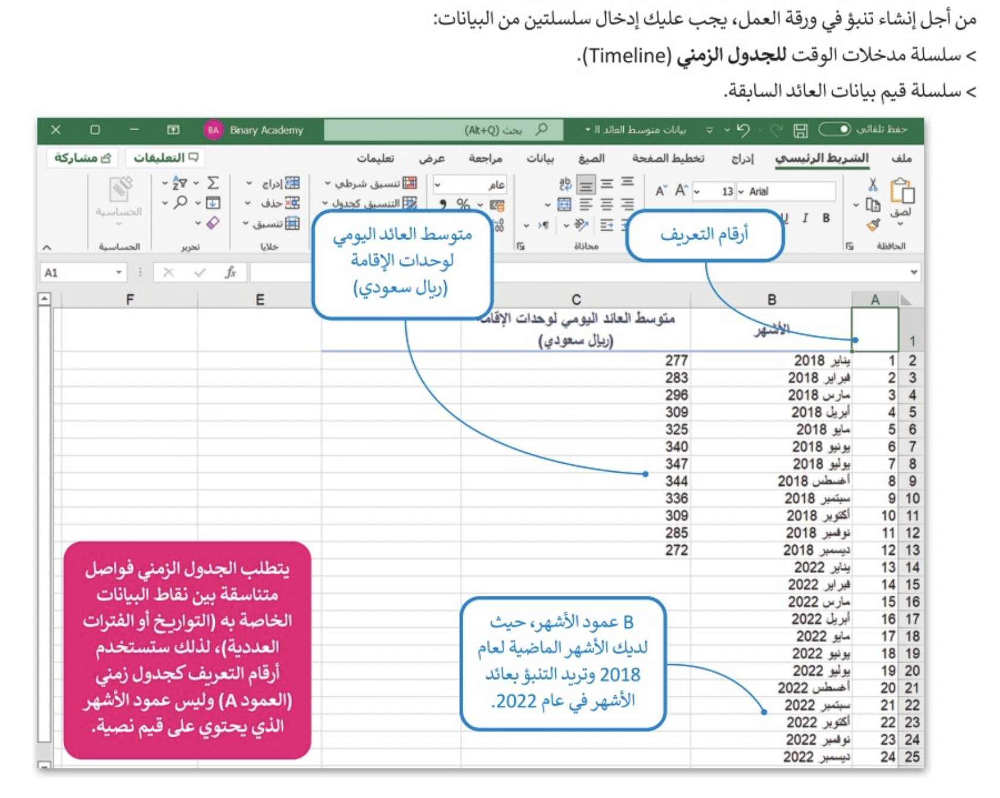 من أجل إنشاء تنبؤ في ورقة العمل، يجب عليك إدخال سلسلتين من البيانات:
> سلسلة مدخلات الوقت للجدول الزمني (Timeline).
> سلسلة قيم بيانات العائد السابقة.
حفظ تلقائي بيانات متوسط العائد ال بحث (Alt+Q) Binary Academy BA
ملف الشريط الرئيسي إدراج تخطيط الصفحة الصيغ بيانات مراجعة عرض تعليمات التعليقات مشاركة
لصق Arial 13 A A عام تنسيق شرطي إدراج الحساسية
B I U % التنسيق كجدول حذف
تنسيق
الحافظة محاذاة خلايا تحرير الحساسية
أرقام التعريف
متوسط العائد اليومي
لوحدات الإقامة
(ريال سعودي)
A1 fx
A B C E F
1 الأشهر متوسط العائد اليومي لوحدات الإقامة
(ريال سعودي)
2 1 يناير 2018 277
3 2 فبراير 2018 283
4 3 مارس 2018 296
5 4 أبريل 2018 309
6 5 مايو 2018 325
7 6 يونيو 2018 340
8 7 يوليو 2018 347
9 8 أغسطس 2018 344
10 9 سبتمبر 2018 336
11 10 أكتوبر 2018 309
12 11 نوفمبر 2018 285
13 12 ديسمبر 2018 272
14 13 يناير 2022
15 14 فبراير 2022
16 15 مارس 2022
17 16 أبريل 2022
18 17 مايو 2022
19 18 يونيو 2022
20 19 يوليو 2022
21 20 أغسطس 2022
22 21 سبتمبر 2022
23 22 أكتوبر 2022
24 23 نوفمبر 2022
25 24 ديسمبر 2022
B عمود الأشهر، حيث
لديك الأشهر الماضية لعام
2018 وتريد التنبؤ بعائد
الأشهر في عام 2022.
يتطلب الجدول الزمني فواصل
متناسقة بين نقاط البيانات
الخاصة به (التواريخ أو الفترات
العددية)، لذلك ستستخدم
أرقام التعريف كجدول زمني
(العمود A) وليس عمود الأشهر
الذي يحتوي على قيم نصية.